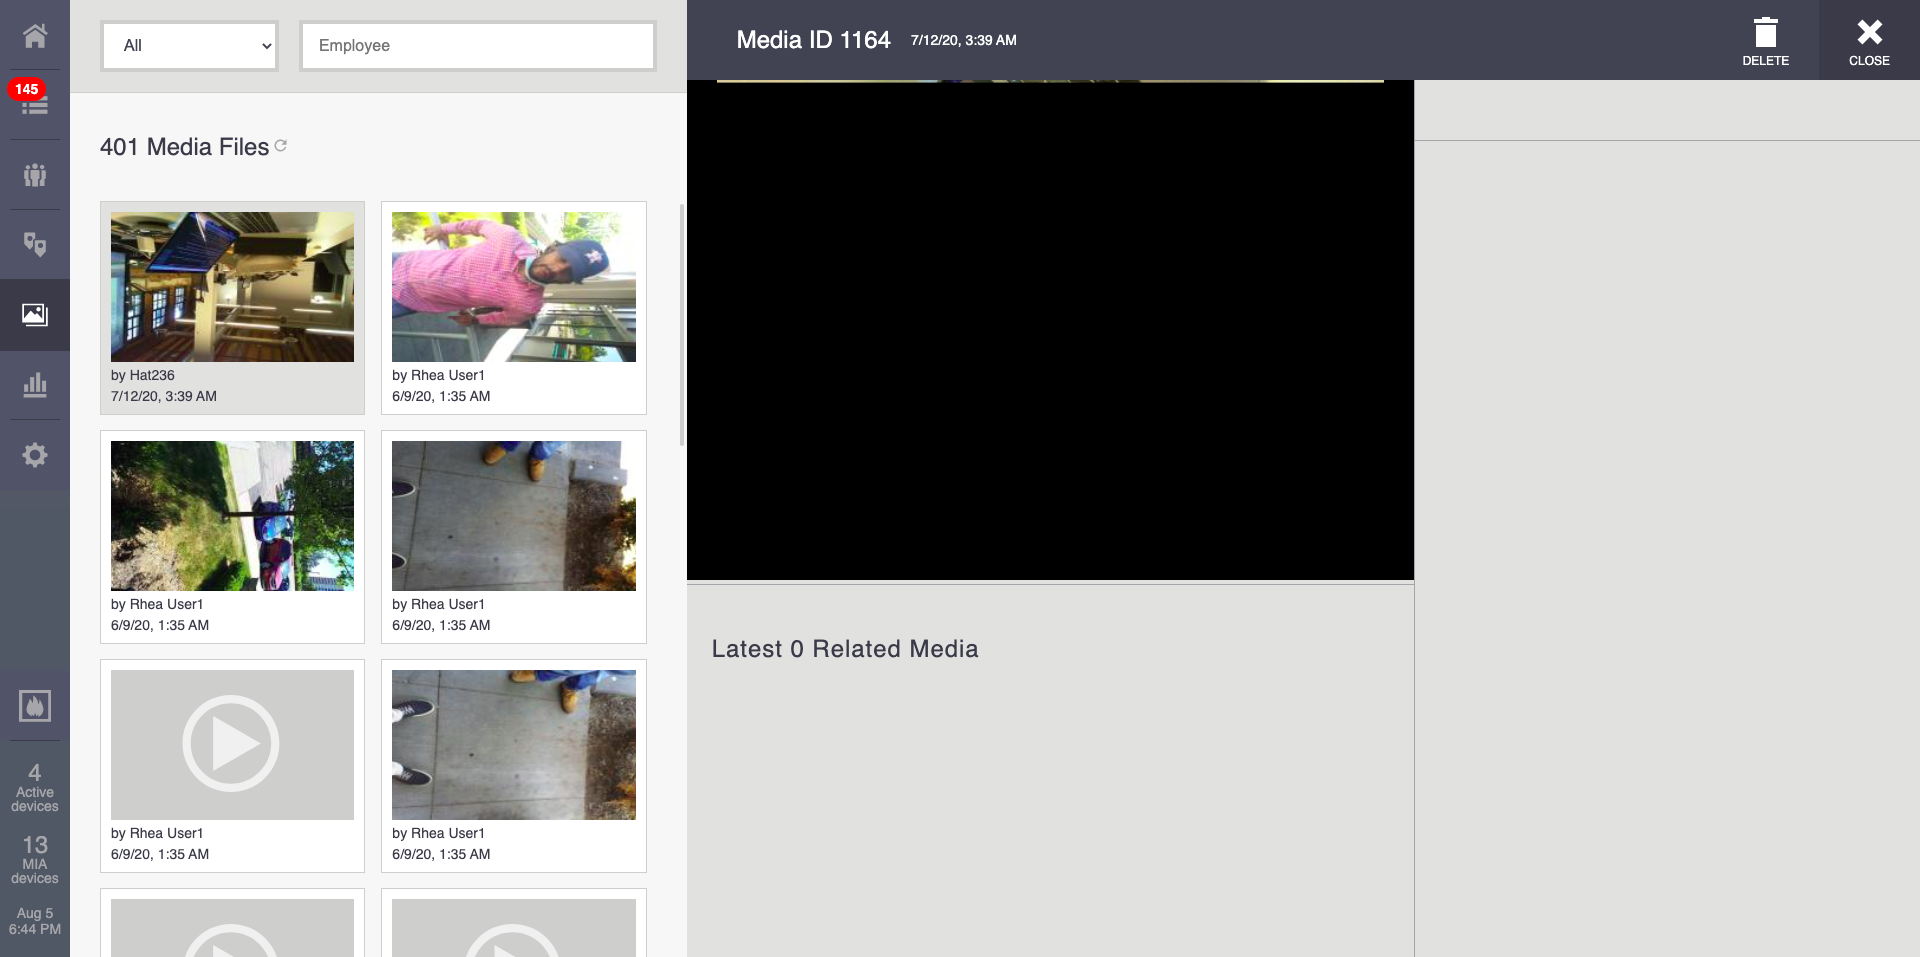 145
4
Active
devices
13
MIA
devices
Aug 5
6:44 PM
All
Employee
401 Media Files
by Hat236
7/12/20, 3:39 AM
by Rhea User1
6/9/20, 1:35 AM
by Rhea User1
6/9/20, 1:35 AM
by Rhea User1
6/9/20, 1:35 AM
by Rhea User1
6/9/20, 1:35 AM
by Rhea User1
6/9/20, 1:35 AM
Media ID 1164
7/12/20, 3:39 AM
DELETE
CLOSE
Latest 0 Related Media